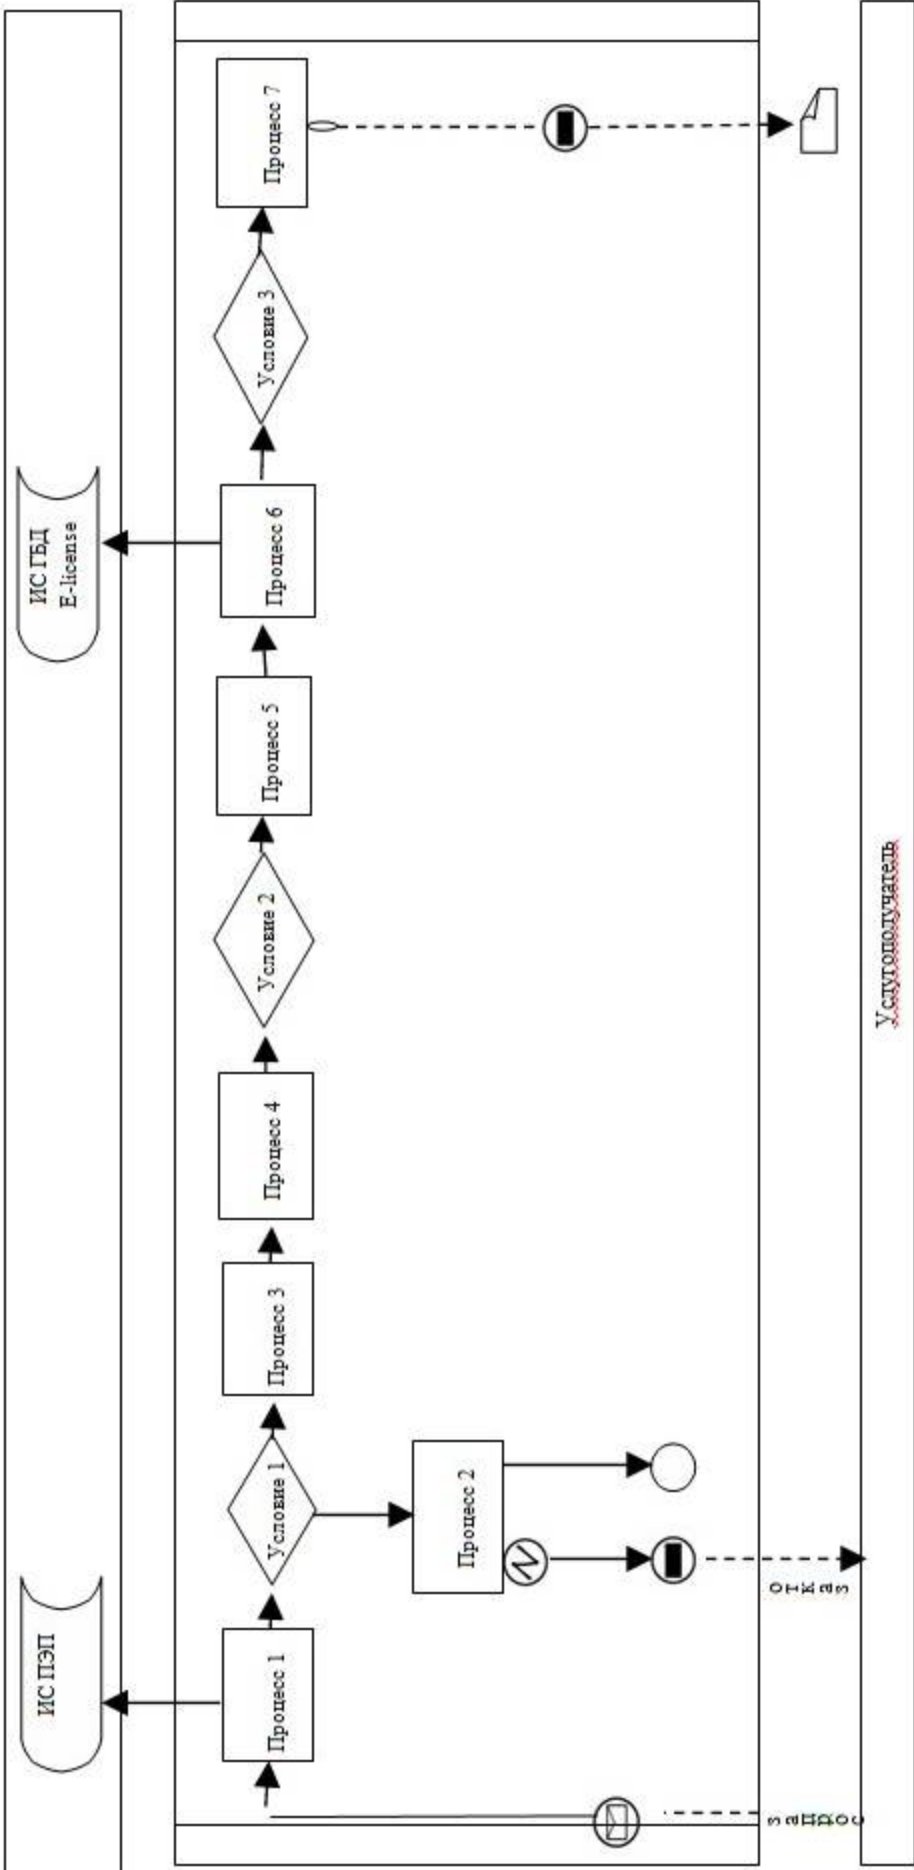 ИС ПЭП
ИС ГБД
E-license
Процесс 1
Условие 1
Процесс 2
Процесс 3
Процесс 4
Условие 2
Процесс 5
Процесс 6
Условие 3
Процесс 7
запрос
отказ
Услугополучатель